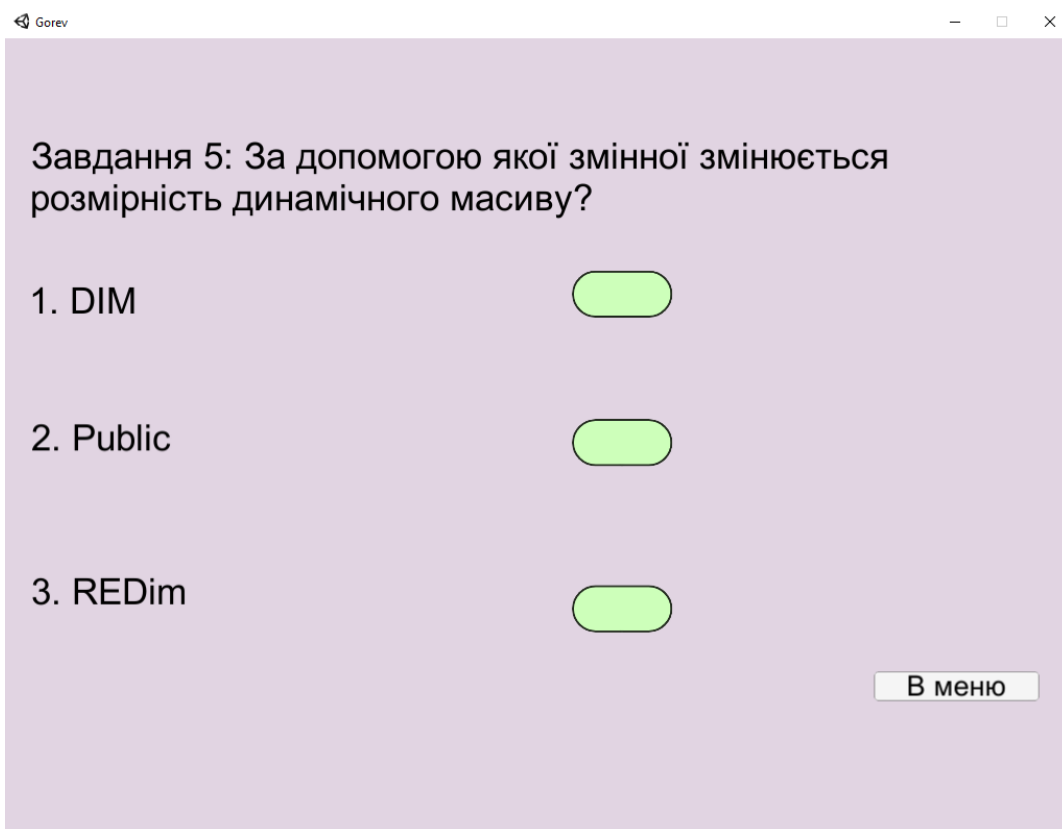 Gorev
Завдання 5: За допомогою якої змінної змінюється
розмірність динамічного масиву?
1. DIM
2. Public
3. REDim
В меню